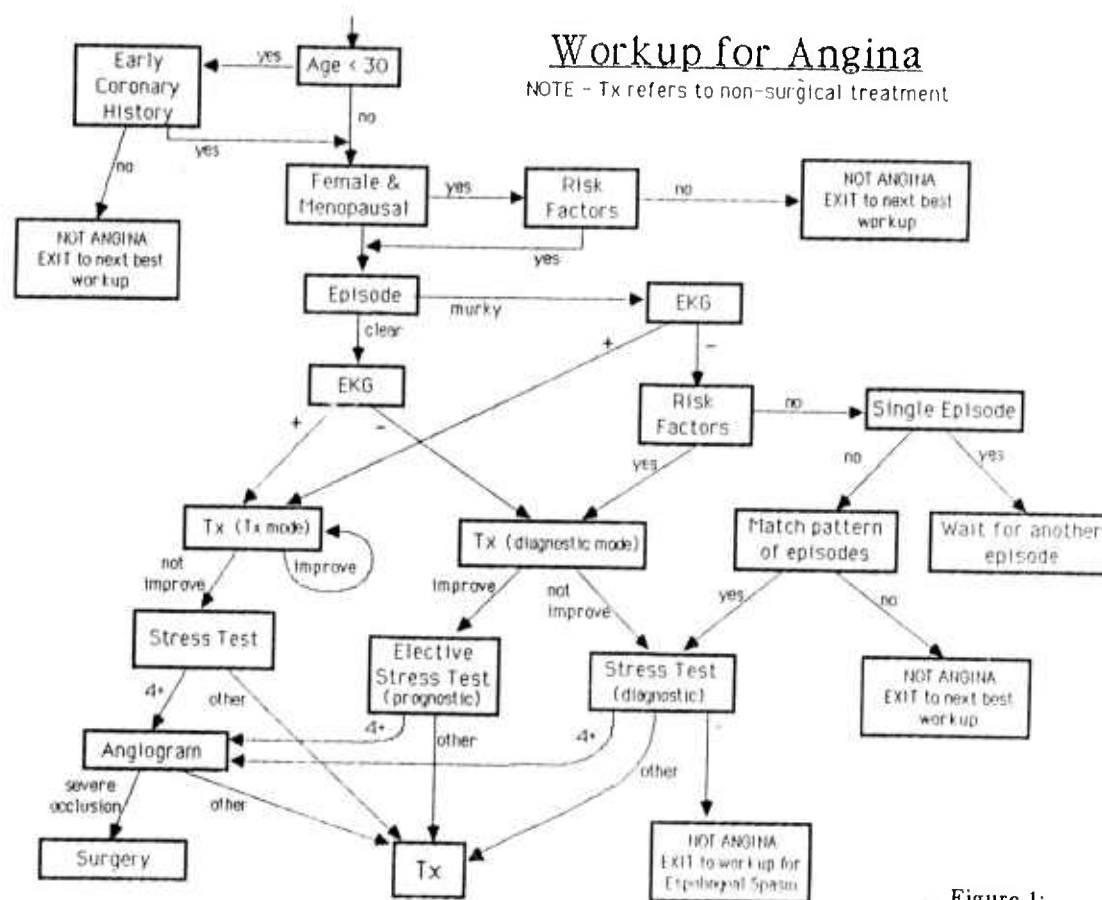 Workup for Angina
NOTE - Tx refers to non-surgical treatment
Age < 30
yes
no
Early
Coronary
History
yes
no
NOT ANGINA
EXIT to next best
workup
Female &
Menopausal
yes
Risk
Factors
no
NOT ANGINA
EXIT to next best
workup
yes
Episode
murky
EKG
clear
+
-
EKG
+
-
Risk
Factors
no
Single Episode
yes
no
yes
Tx (Tx mode)
improve
not
improve
Tx (diagnostic mode)
improve
not
improve
Match pattern
of episodes
Wait for another
episode
yes
no
Stress Test
4+
other
Elective
Stress Test
(prognostic)
4+
other
Stress Test
(diagnostic)
4+
other
-
NOT ANGINA
EXIT to next best
workup
Angiogram
severe
occlusion
other
Surgery
Tx
NOT ANGINA
EXIT to workup for
Spasm
Figure 1: